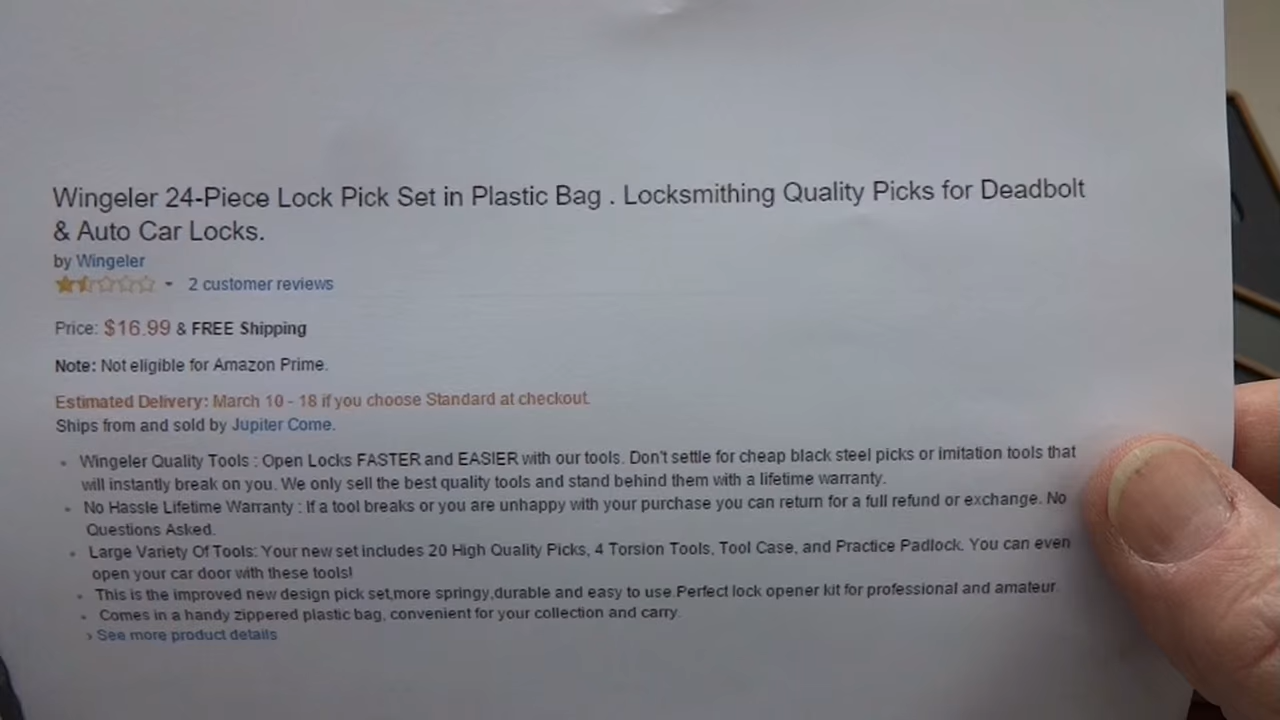 Wingeler 24-Piece Lock Pick Set in Plastic Bag . Locksmithing Quality Picks for Deadbolt
& Auto Car Locks.
by Wingeler
2 customer reviews
Price: $16.99 & FREE Shipping
Note: Not eligible for Amazon Prime.
Estimated Delivery: March 10 - 18 if you choose Standard at checkout.
Ships from and sold by Jupiter Come.
• Wingeler Quality Tools : Open Locks FASTER and EASIER with our tools. Don't settle for cheap black steel picks or imitation tools that
will instantly break on you. We only sell the best quality tools and stand behind them with a lifetime warranty.
• No Hassle Lifetime Warranty : If a tool breaks or you are unhappy with your purchase you can return for a full refund or exchange. No
Questions Asked.
• Large Variety Of Tools: Your new set includes 20 High Quality Picks, 4 Torsion Tools, Tool Case, and Practice Padlock. You can even
open your car door with these tools!
• This is the improved new design pick set,more springy,durable and easy to use.Perfect lock opener kit for professional and amateur.
• Comes in a handy zippered plastic bag, convenient for your collection and carry.
› See more product details